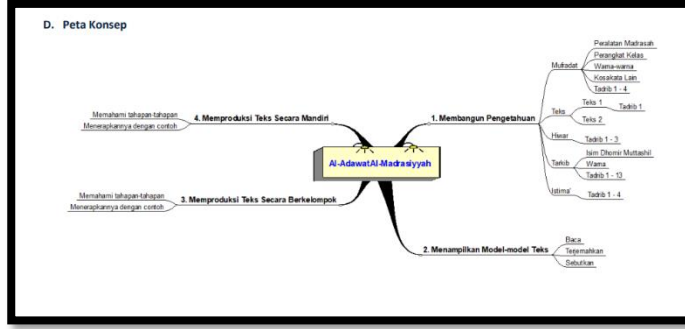 D. Peta Konsep
Al-AdawatAl-Madrasiyyah
1. Membangun Pengetahuan
Mufradat
Peralatan Madrasah
Perangkat Kelas
Warna-warna
Kosakata Lain
Tadrib 1 - 4
Teks
Teks 1
Tadrib 1
Teks 2
Hiwar
Tadrib 1 - 3
Tarkib
Isim Dhomir Muttashil
Warna
Tadrib 1 - 13
Istima'
Tadrib 1 - 4
2. Menampilkan Model-model Teks
Baca
Terjemahkan
Sebutkan
3. Memproduksi Teks Secara Berkelompok
Memahami tahapan-tahapan
Menerapkannya dengan contoh
4. Memproduksi Teks Secara Mandiri
Memahami tahapan-tahapan
Menerapkannya dengan contoh